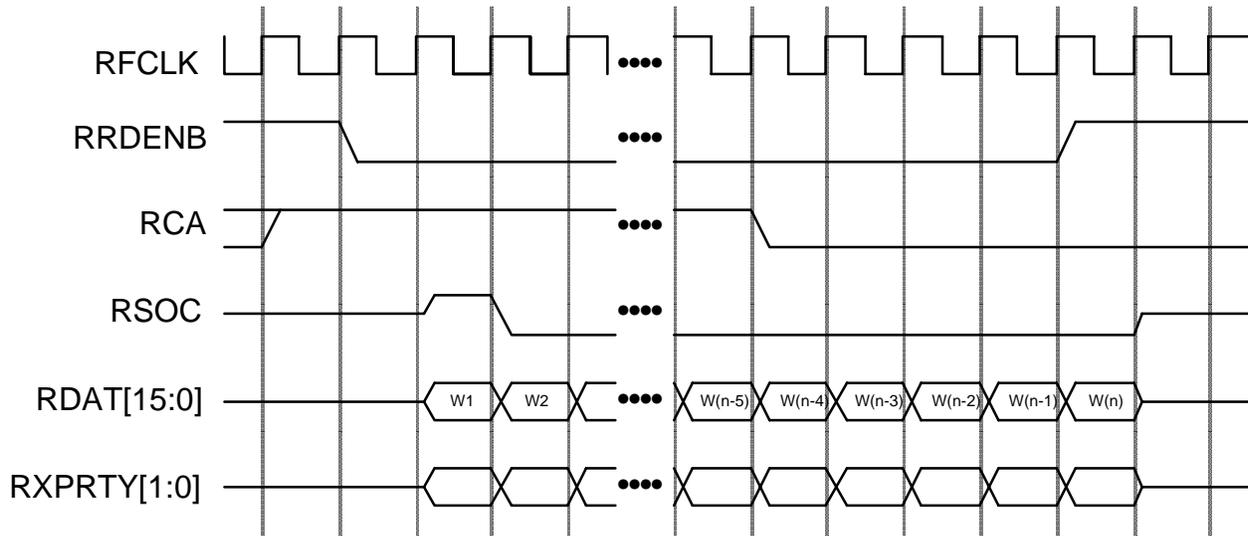 RFCLK
RRDENB
RCA
RSOC
RDAT[15:0] W1 W2 W(n-5) W(n-4) W(n-3) W(n-2) W(n-1) W(n)
RXPRTY[1:0]